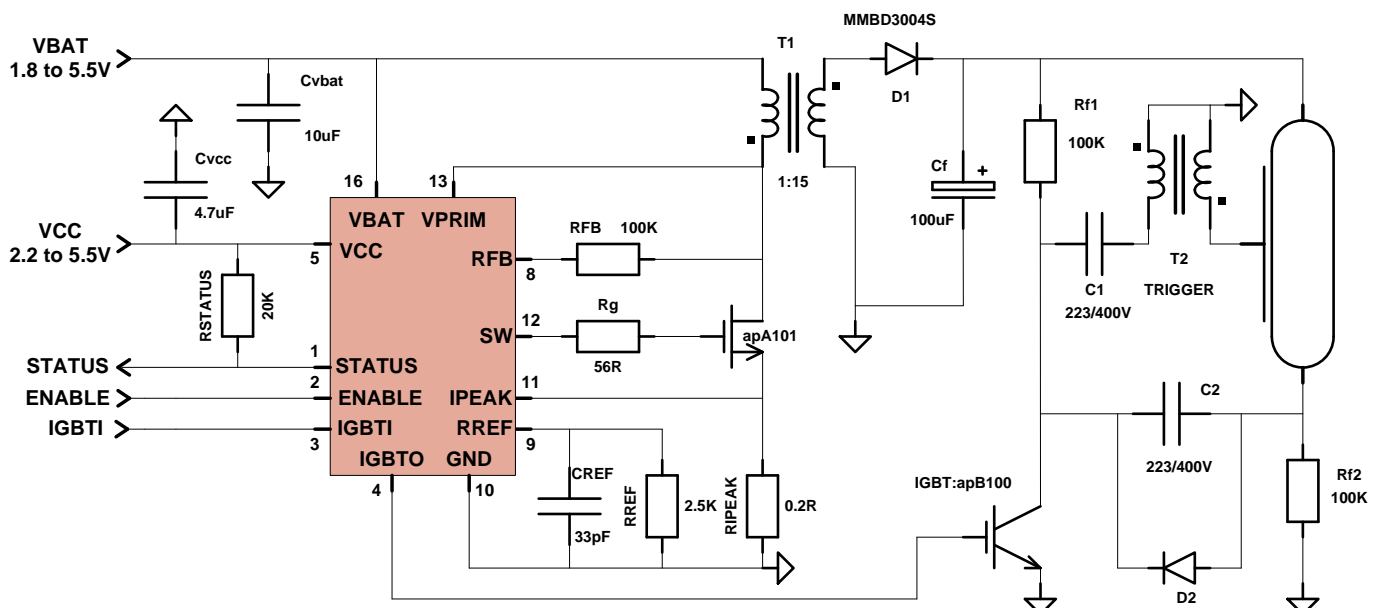 MMBD3004S
VBAT
1.8 to 5.5V
T1
Cvbat
10uF
D1
Rf1
100K
Cvcc
4.7uF
16
13
1:15
Cf
+
100uF
VBAT
VPRIM
VCC
2.2 to 5.5V
5
VCC
RFB
100K
RFB
8
C1
223/400V
T2
TRIGGER
RSTATUS
20K
Rg
12
SW
56R
apA101
STATUS
1
STATUS
2
11
ENABLE
ENABLE
IPEAK
C2
IGBTI
IGBTI
3
RREF
9
IGBTO
GND
4
10
CREF
33pF
RREF
2.5K
RIPEAK
0.2R
223/400V
IGBT:apB100
Rf2
100K
D2